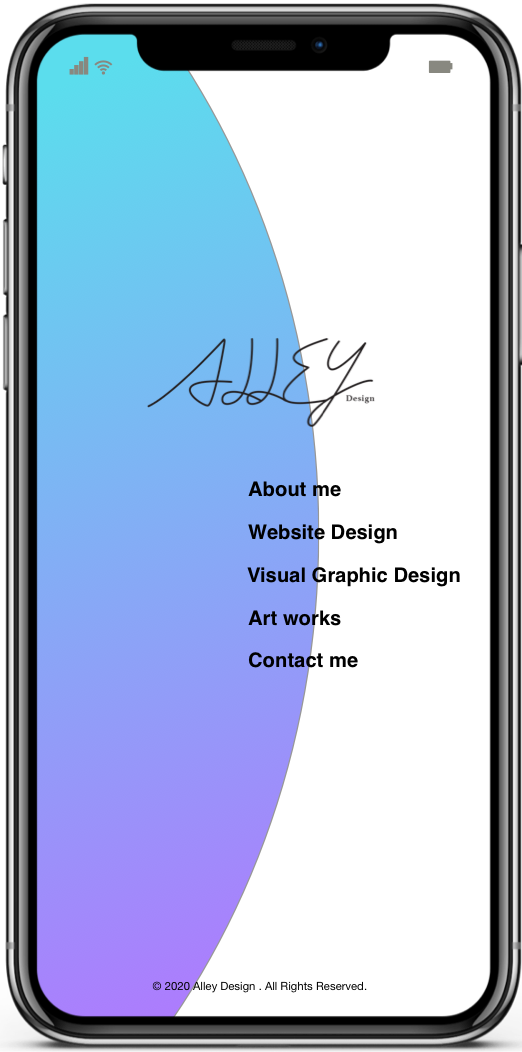 ALLEY
Design
About me
Website Design
Visual Graphic Design
Art works
Contact me
© 2020 Alley Design . All Rights Reserved.